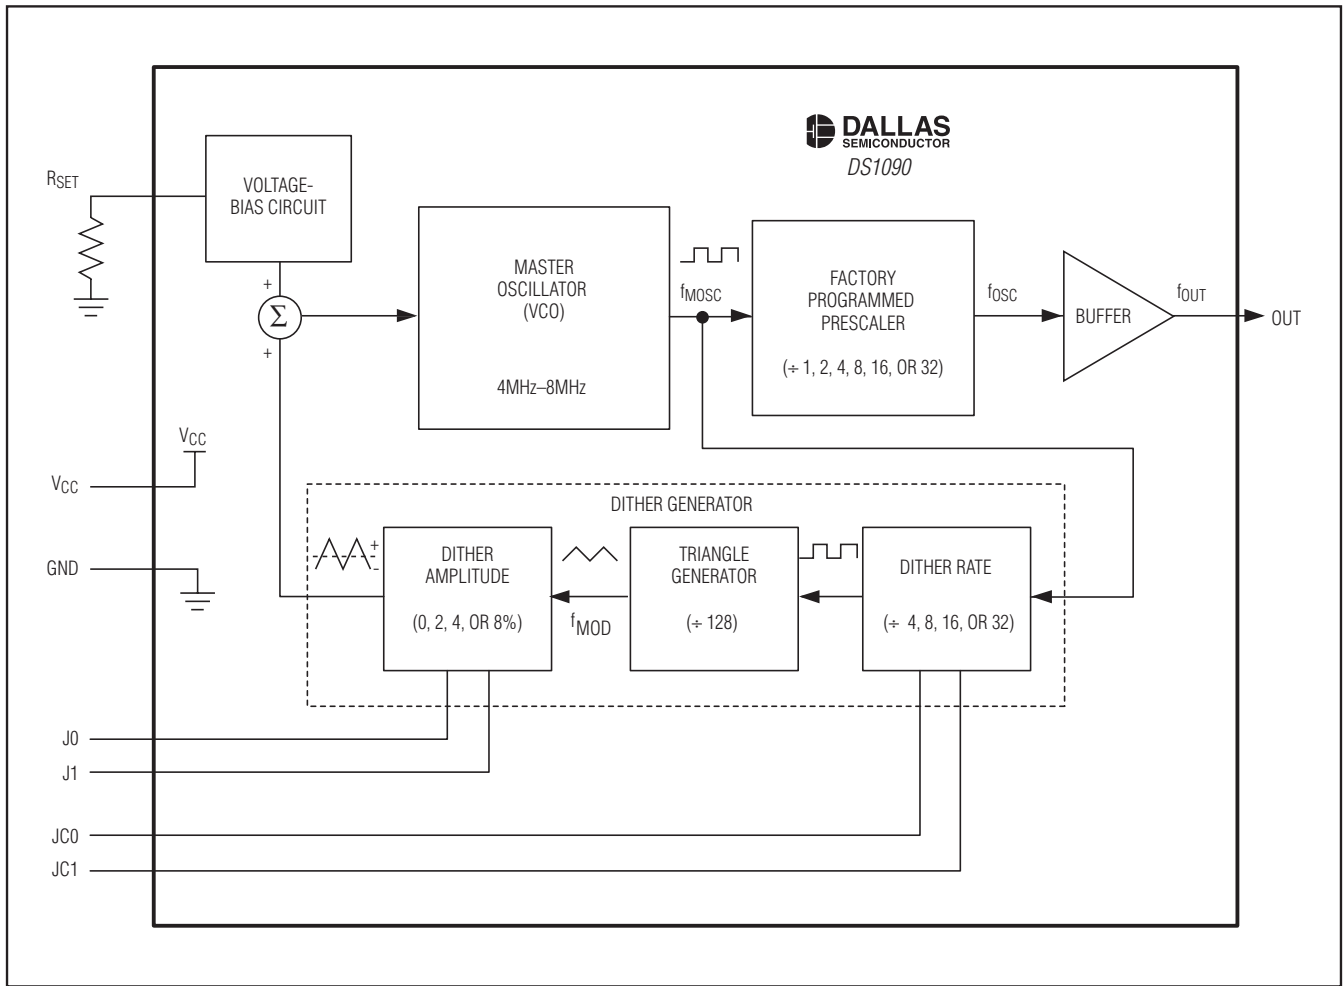 DALLAS
SEMICONDUCTOR
DS1090
RSET
VOLTAGE-
BIAS CIRCUIT
+
Σ
+
MASTER
OSCILLATOR
(VCO)
4MHz–8MHz
fMOSC
FACTORY
PROGRAMMED
PRESCALER
(÷ 1, 2, 4, 8, 16, OR 32)
fOSC
BUFFER
fOUT
OUT
VCC
VCC
GND
DITHER GENERATOR
+
-
DITHER
AMPLITUDE
(0, 2, 4, OR 8%)
fMOD
TRIANGLE
GENERATOR
(÷ 128)
DITHER RATE
(÷ 4, 8, 16, OR 32)
J0
J1
JC0
JC1